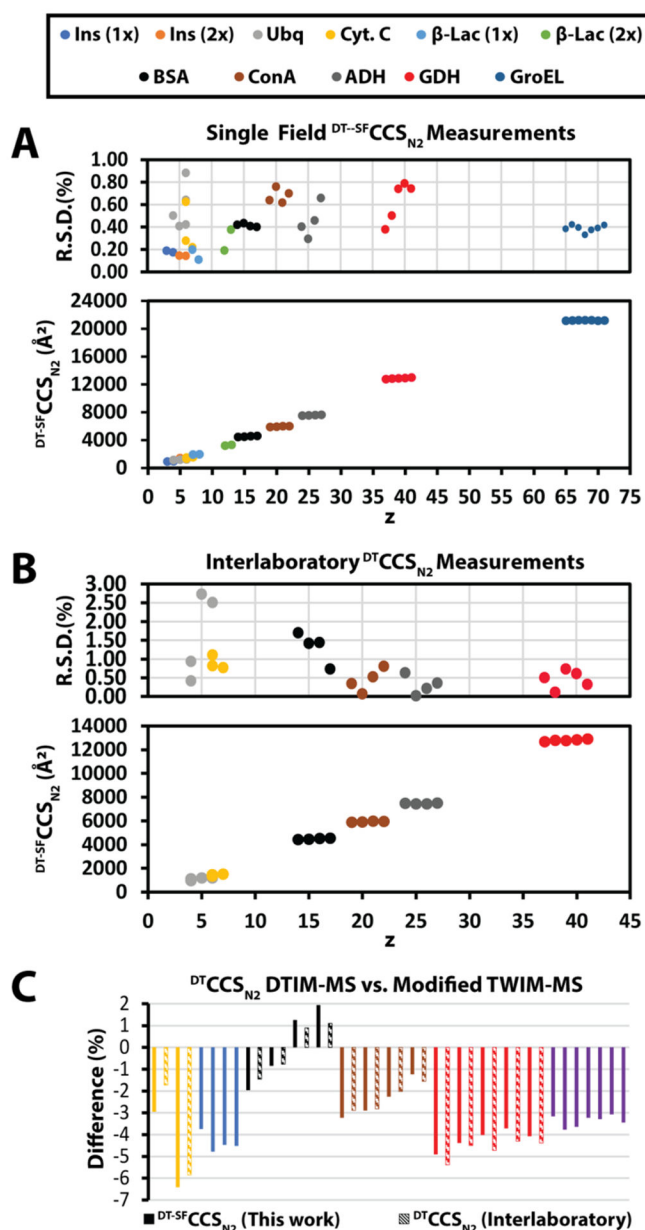 Ins (1x) Ins (2x) Ubq Cyt. C β-Lac (1x) β-Lac (2x)
BSA ConA ADH GDH GroEL
A
Single Field DT--SFCCSN2 Measurements
R.S.D.(%)
1.00
0.80
0.60
0.40
0.20
0.00
DT-SFCCSN2 (Å²)
24000
20000
16000
12000
8000
4000
0
0 5 10 15 20 25 30 35 40 45 50 55 60 65 70 75
z
B
Interlaboratory DTCCSN2 Measurements
R.S.D.(%)
3.00
2.50
2.00
1.50
1.00
0.50
0.00
DT-SFCCSN2 (Å²)
14000
12000
10000
8000
6000
4000
2000
0
0 5 10 15 20 25 30 35 40 45
z
C
DTCCSN2 DTIM-MS vs. Modified TWIM-MS
Difference (%)
2
1
0
-1
-2
-3
-4
-5
-6
-7
DT-SFCCSN2 (This work) DTCCSN2 (Interlaboratory)